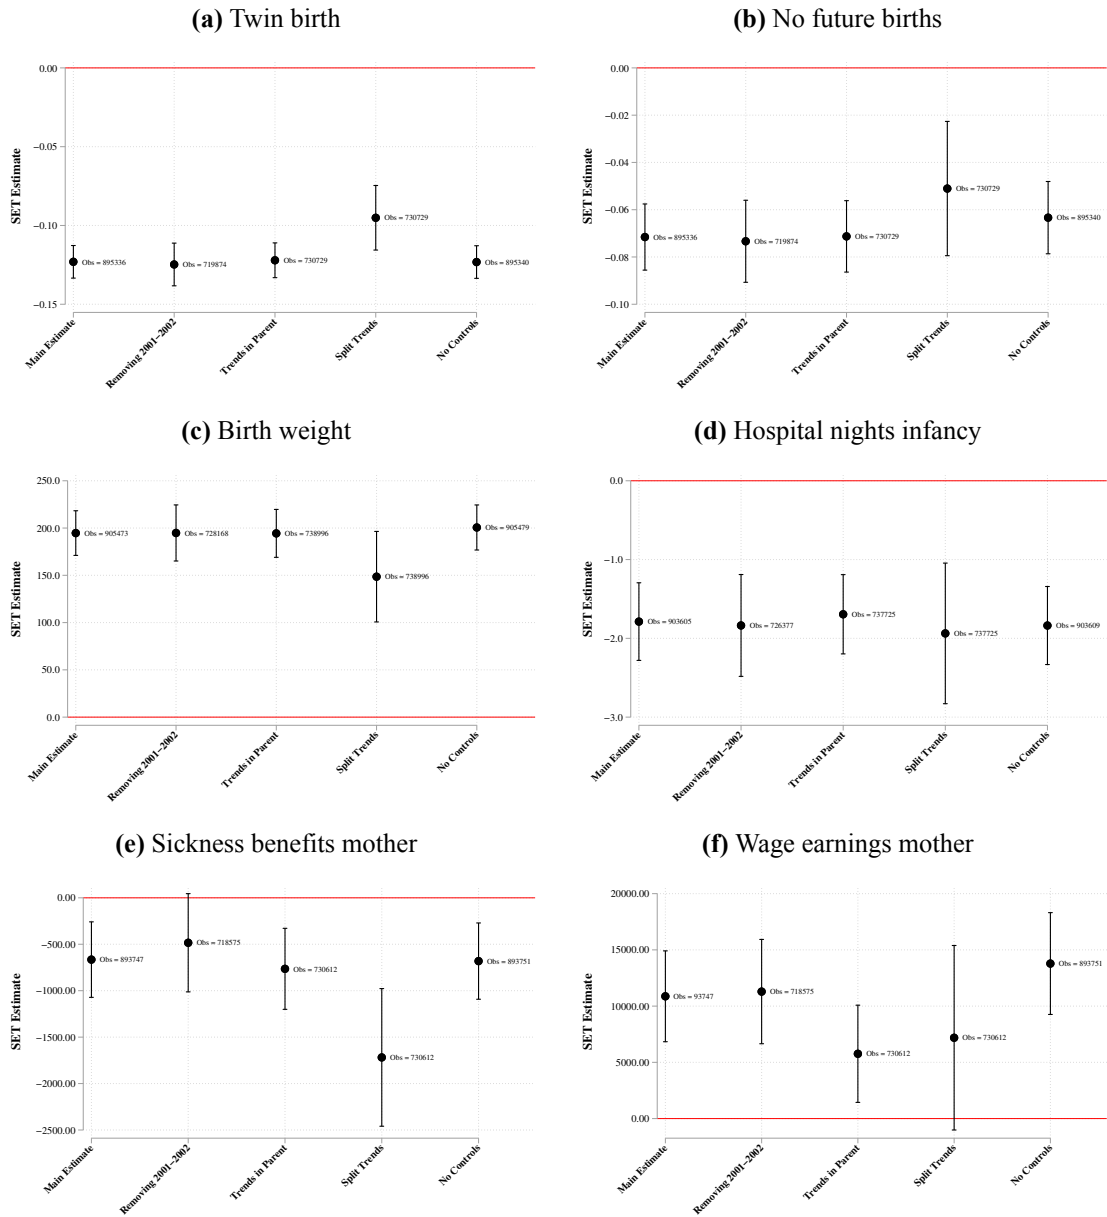 (a) Twin birth
0.00
−0.05
−0.10
−0.15
SET Estimate
Obs = 895336
Obs = 719874
Obs = 730729
Obs = 730729
Obs = 895340
Main Estimate
Removing 2001−2002
Trends in Parent
Split Trends
No Controls
(b) No future births
0.00
−0.02
−0.04
−0.06
−0.08
−0.10
SET Estimate
Obs = 895336
Obs = 719874
Obs = 730729
Obs = 730729
Obs = 895340
Main Estimate
Removing 2001−2002
Trends in Parent
Split Trends
No Controls
(c) Birth weight
250.0
200.0
150.0
100.0
50.0
0.0
SET Estimate
Obs = 905473
Obs = 728168
Obs = 738996
Obs = 738996
Obs = 905479
Main Estimate
Removing 2001−2002
Trends in Parent
Split Trends
No Controls
(d) Hospital nights infancy
0.0
−1.0
−2.0
−3.0
SET Estimate
Obs = 903605
Obs = 726377
Obs = 737725
Obs = 737725
Obs = 903609
Main Estimate
Removing 2001−2002
Trends in Parent
Split Trends
No Controls
(e) Sickness benefits mother
0.00
−500.00
−1000.00
−1500.00
−2000.00
−2500.00
SET Estimate
Obs = 893747
Obs = 718575
Obs = 730612
Obs = 730612
Obs = 893751
Main Estimate
Removing 2001−2002
Trends in Parent
Split Trends
No Controls
(f) Wage earnings mother
20000.00
15000.00
10000.00
5000.00
0.00
SET Estimate
Obs = 93747
Obs = 718575
Obs = 730612
Obs = 730612
Obs = 893751
Main Estimate
Removing 2001−2002
Trends in Parent
Split Trends
No Controls